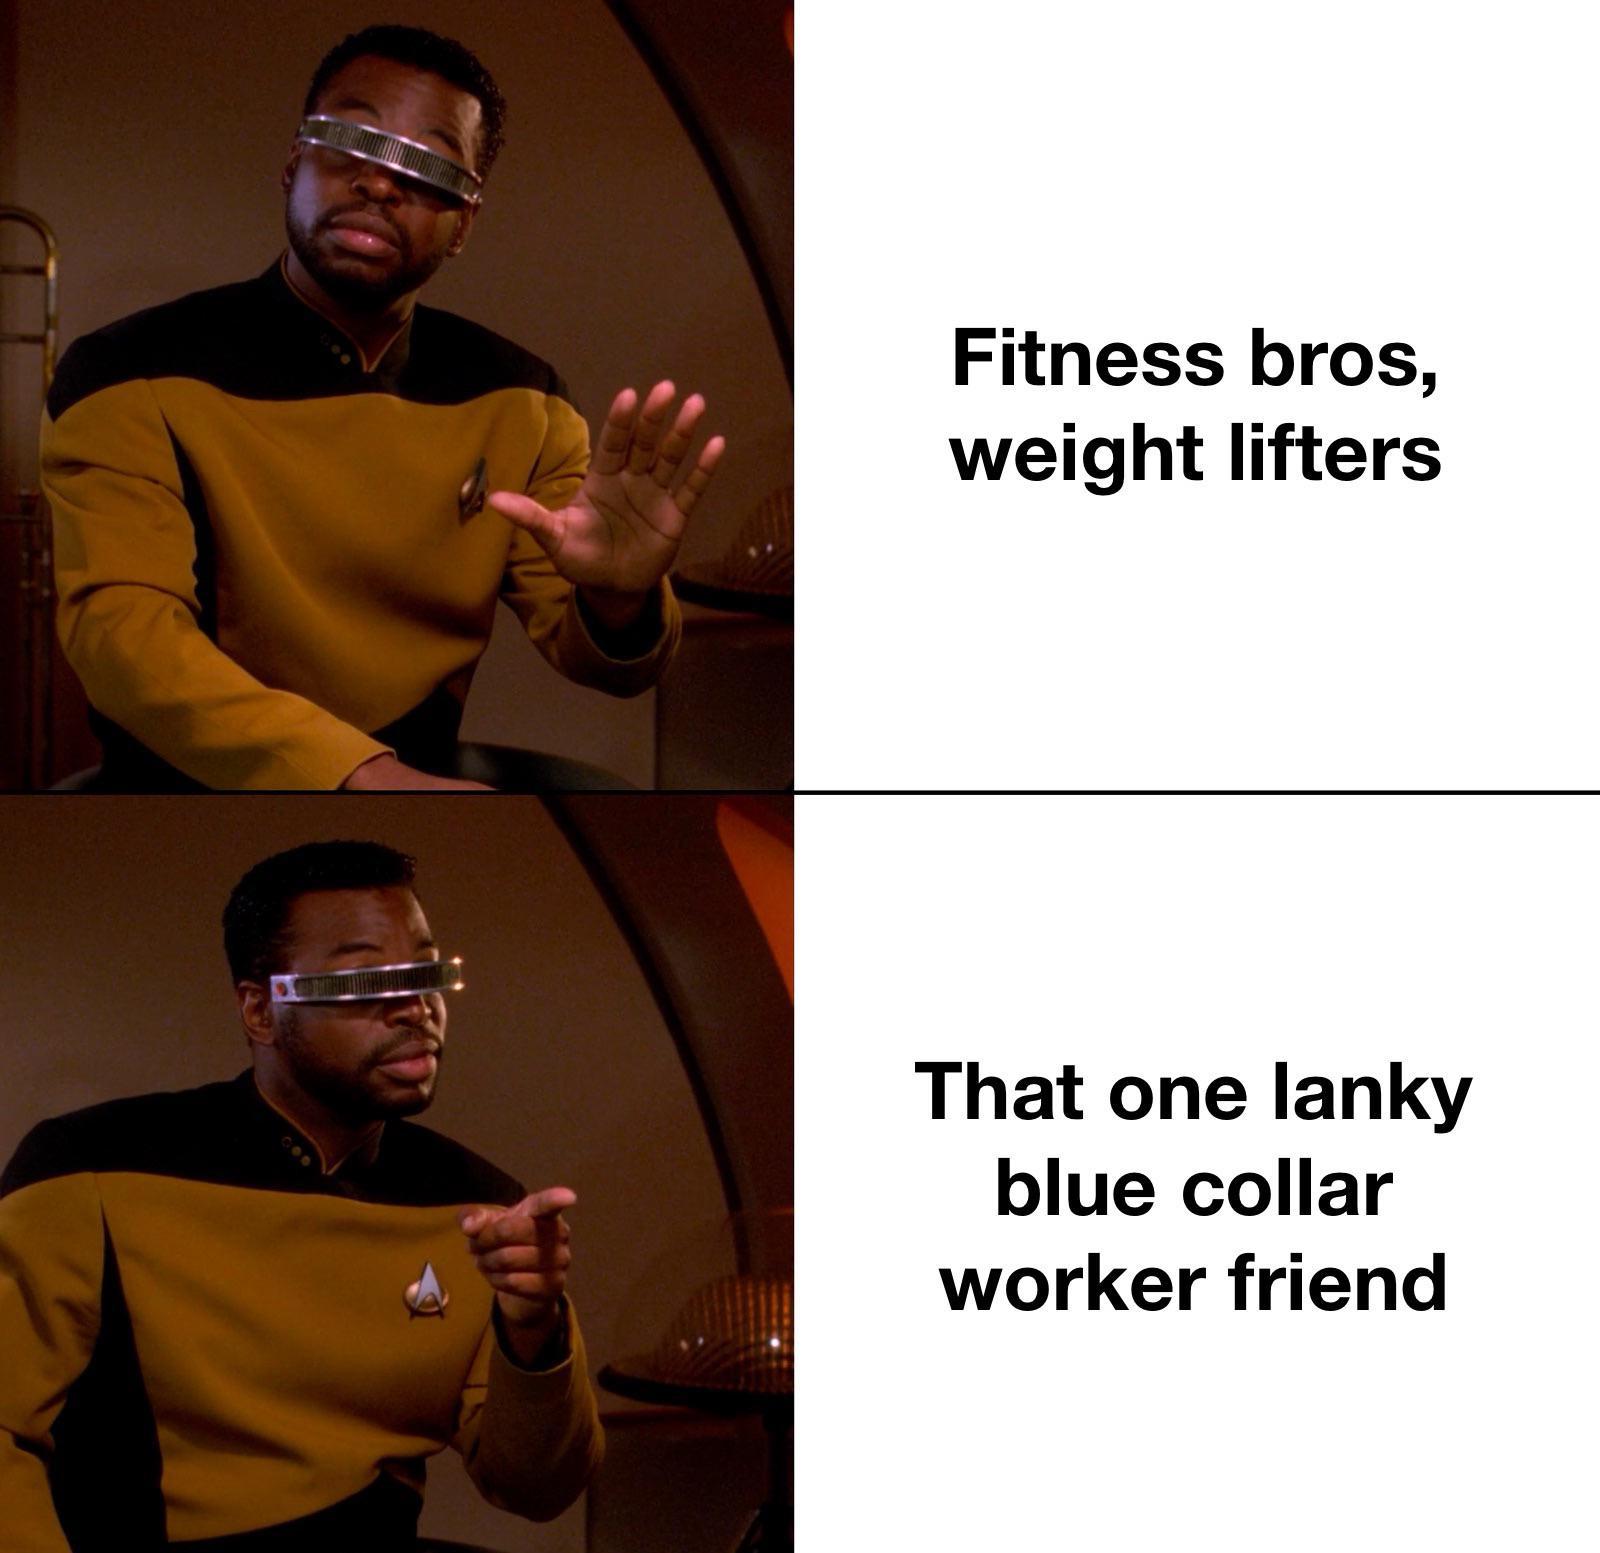 Fitness bros,
weight lifters
That one lanky
blue collar
worker friend